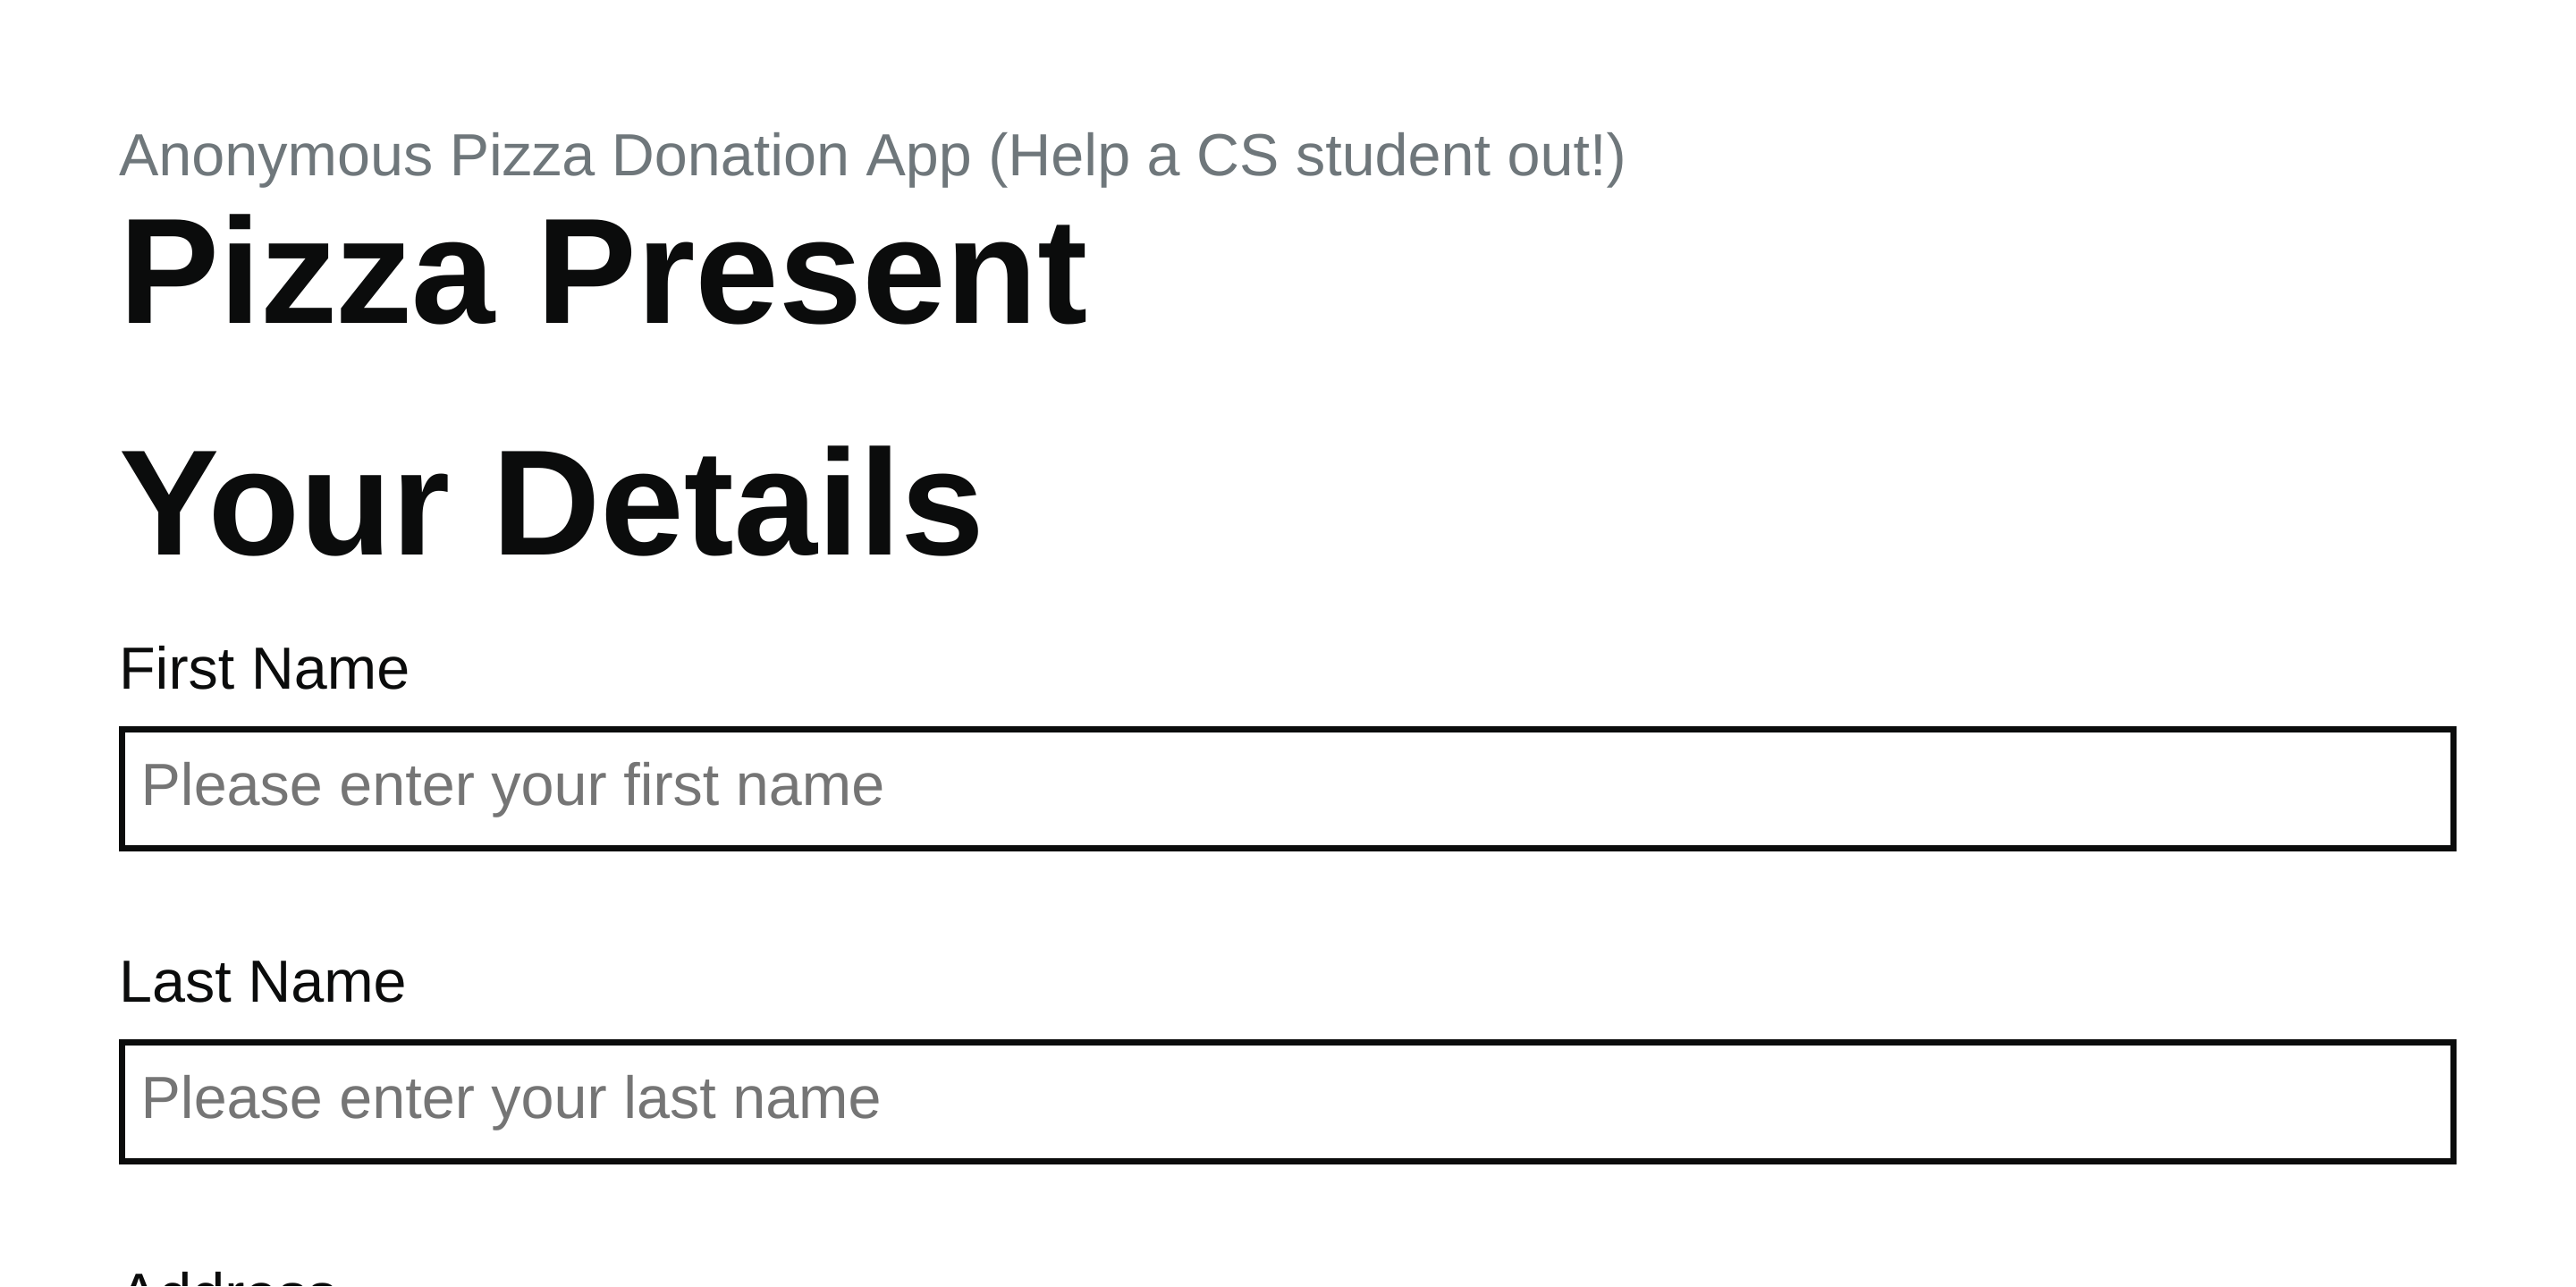 Anonymous Pizza Donation App (Help a CS student out!)
Pizza Present
Your Details
First Name
Please enter your first name
Last Name
Please enter your last name
Address